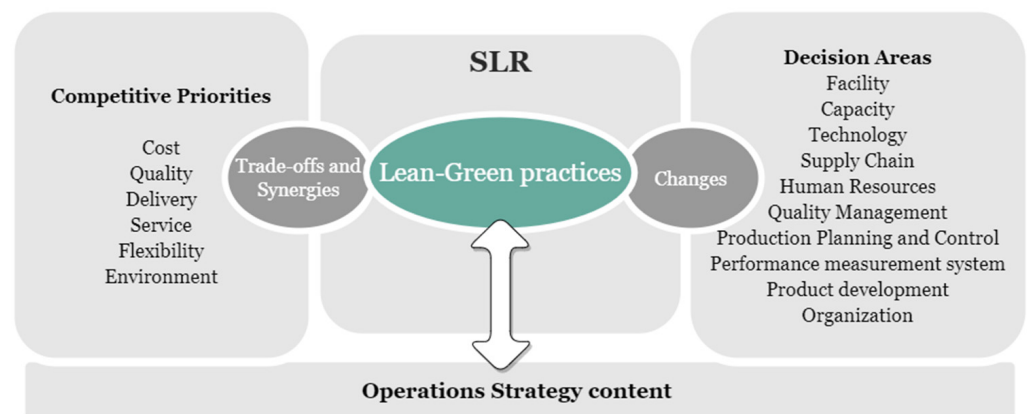 Competitive Priorities
Cost
Quality
Delivery
Service
Flexibility
Environment
Trade-offs and
Synergies
SLR
Lean-Green practices
Changes
Decision Areas
Facility
Capacity
Technology
Supply Chain
Human Resources
Quality Management
Production Planning and Control
Performance measurement system
Product development
Organization
Operations Strategy content